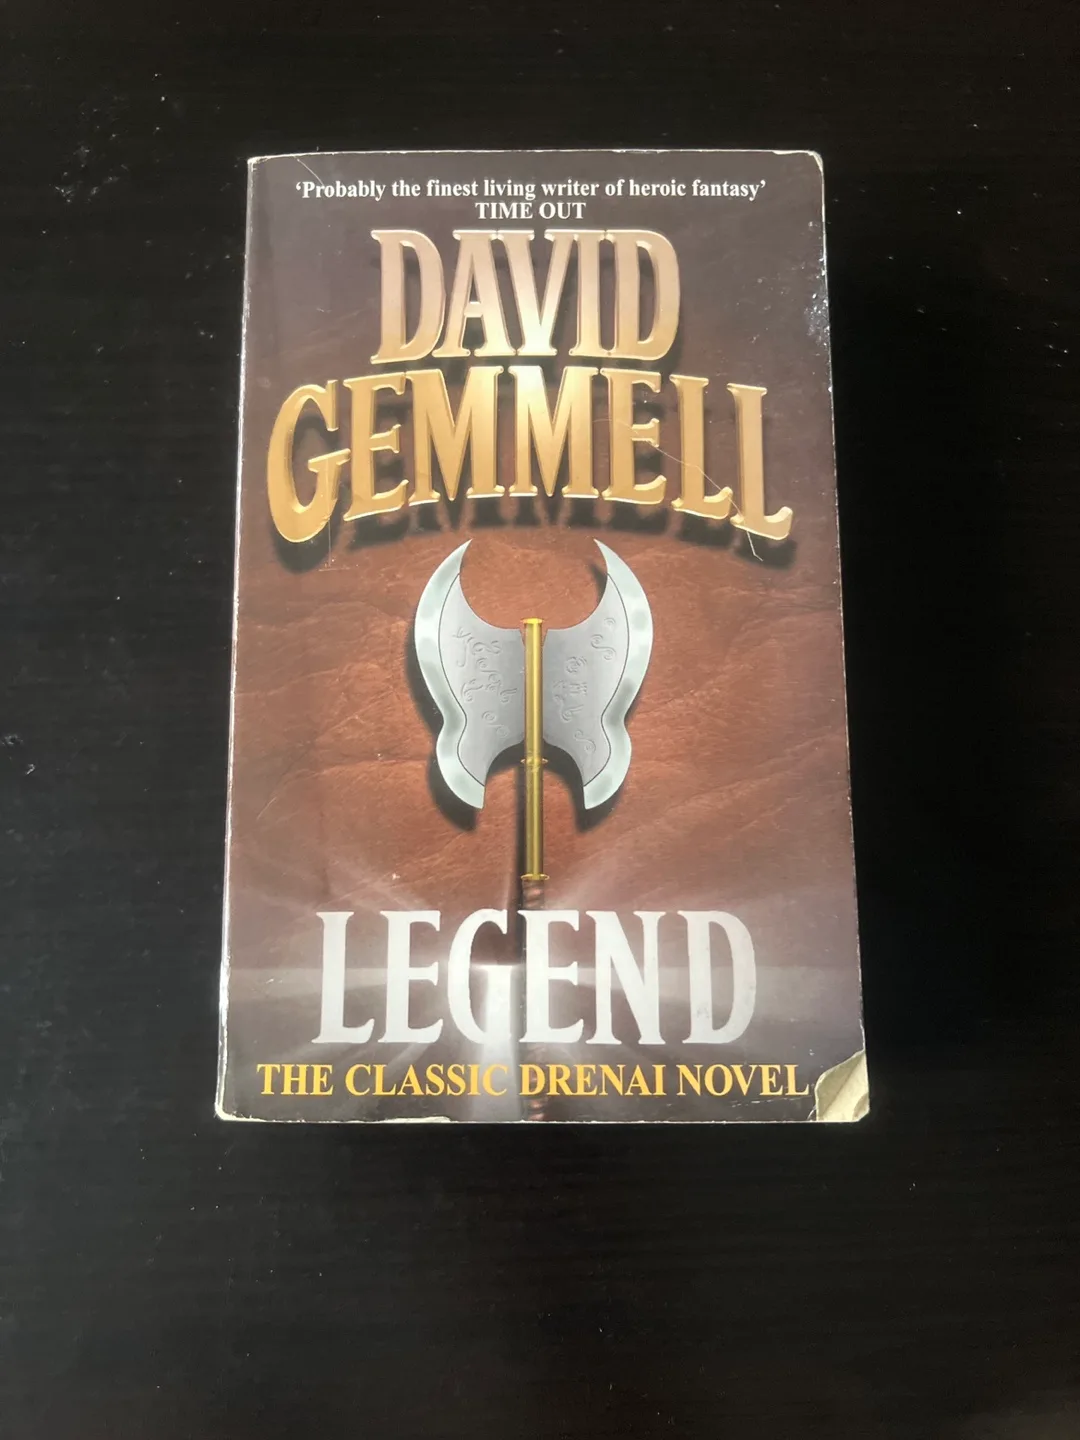 ‘Probably the finest living writer of heroic fantasy’
TIME OUT
DAVID
GEMMELL
LEGEND
THE CLASSIC DRENAI NOVEL